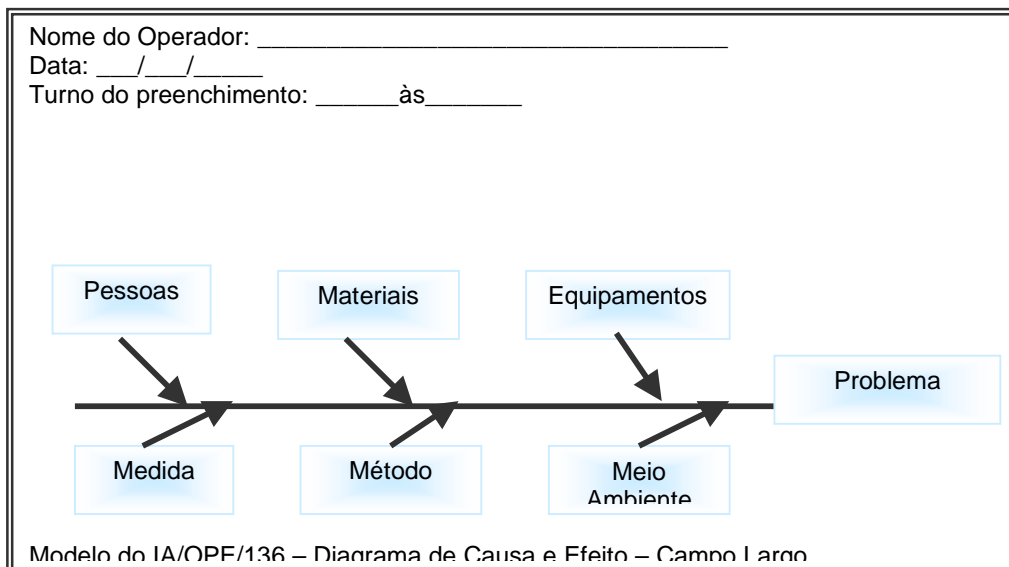 Nome do Operador: __________________________________
Data: ___/___/_____
Turno do preenchimento: ______às_______
Pessoas
Materiais
Equipamentos
Problema
Medida
Método
Meio
Ambiente
Modelo do IA/OPE/136 – Diagrama de Causa e Efeito – Campo Largo